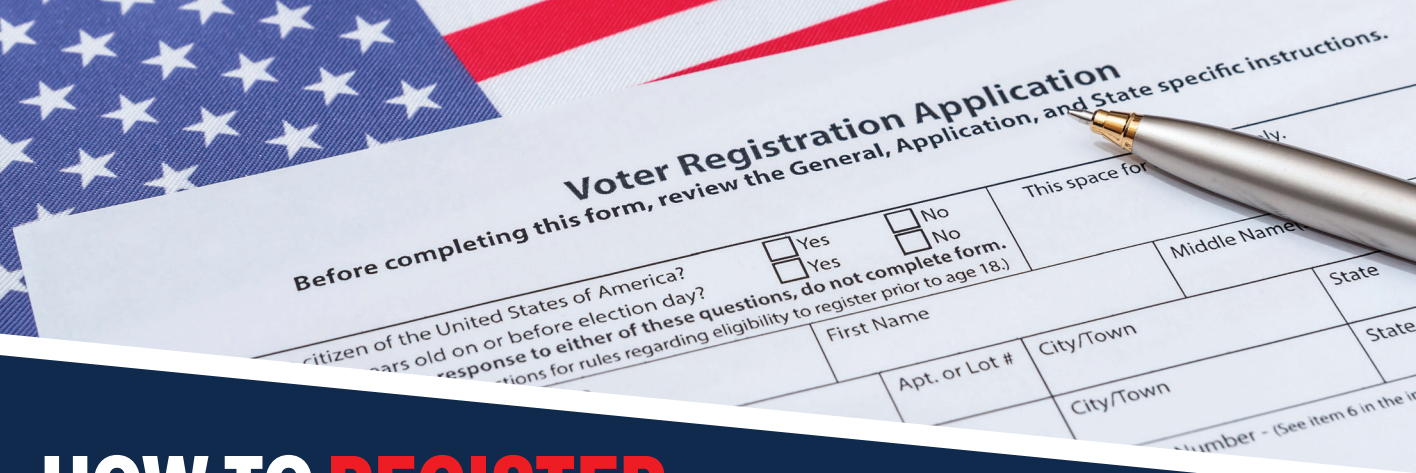 Voter Registration Application
Before completing this form, review the General, Application, and State specific instructions.
citizen of the United States of America? Yes No
This space for
old on or before election day? Yes No
response to either of these questions, do not complete form.
for rules regarding eligibility to register prior to age 18.)
First Name
Middle Name
Apt. or Lot #
City/Town
State
City/Town
State
Number - (See item 6 in the
HOW TO REGISTER